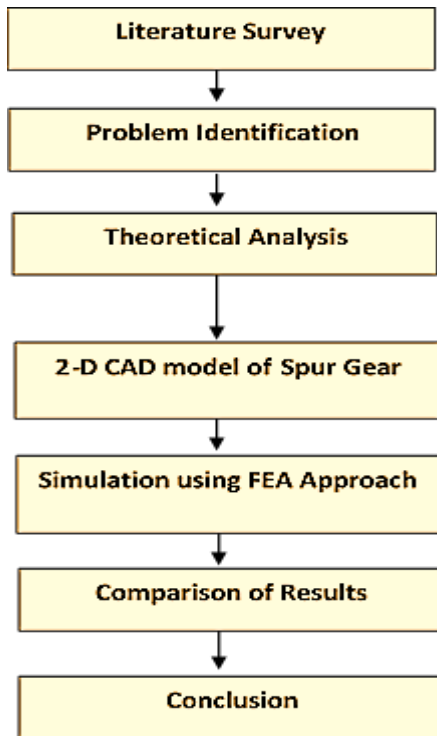 Literature Survey
Problem Identification
Theoretical Analysis
2-D CAD model of Spur Gear
Simulation using FEA Approach
Comparison of Results
Conclusion